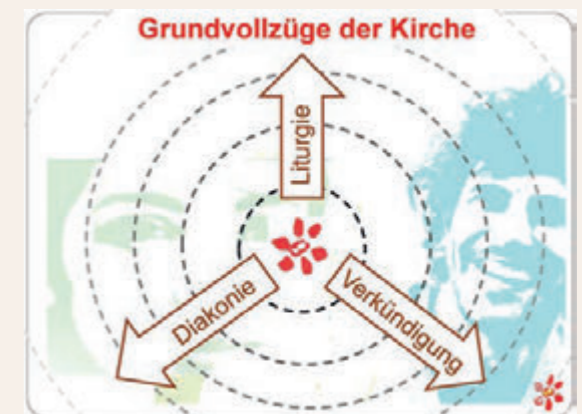 Grundvollzüge der Kirche
Liturgie
Diakonie
Verkündigung